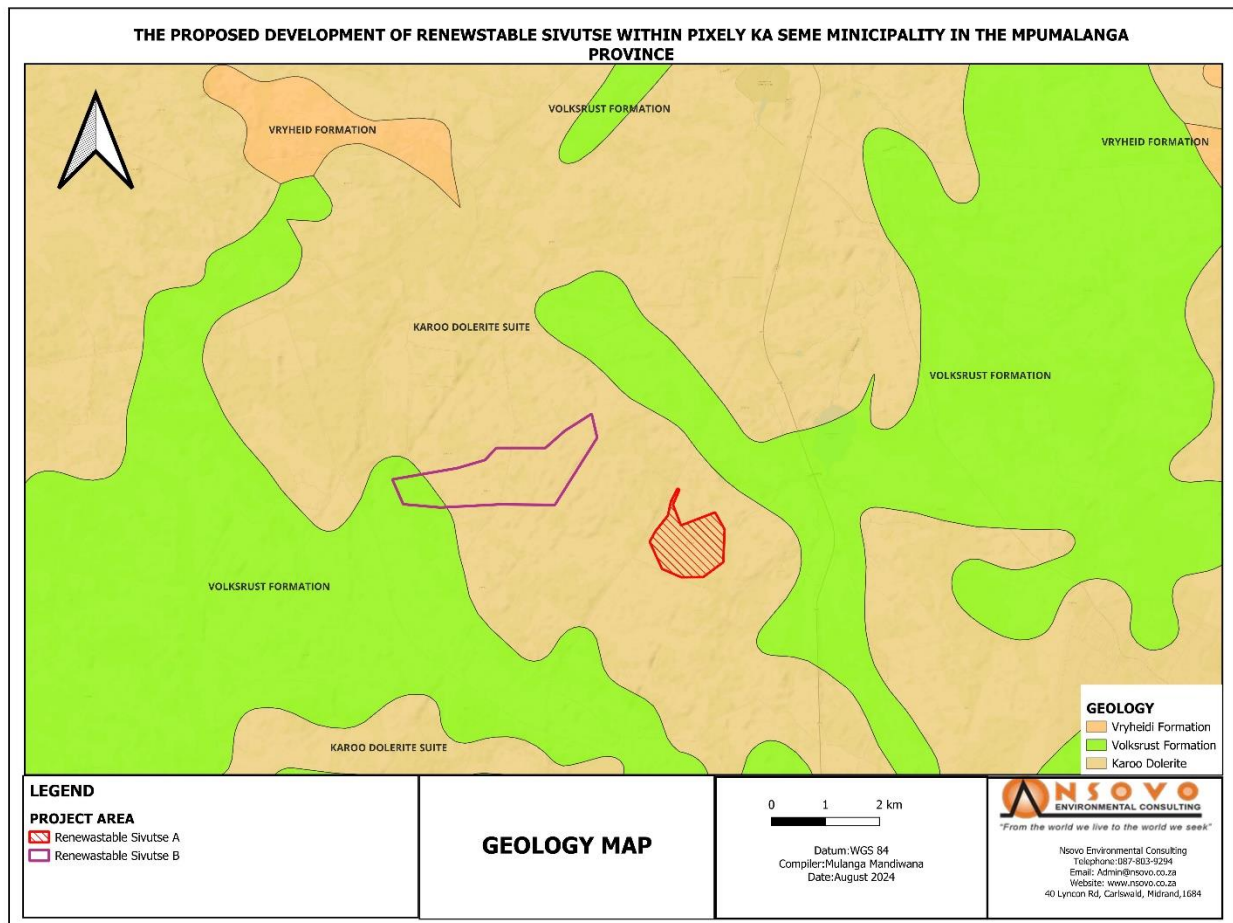 THE PROPOSED DEVELOPMENT OF RENEWSTABLE SIVUTSE WITHIN PIXELY KA SEME MINICIPALITY IN THE MPUMALANGA
PROVINCE
VRYHEID FORMATION
VOLKSRUST FORMATION
VRYHEID FORMATION
KAROO DOLERITE SUITE
VOLKSRUST FORMATION
VOLKSRUST FORMATION
KAROO DOLERITE SUITE
GEOLOGY
Vryheidi Formation
Volksrust Formation
Karoo Dolerite
LEGEND
PROJECT AREA
Renewastable Sivutse A
Renewastable Sivutse B
GEOLOGY MAP
0 1 2 km
Datum:WGS 84
Compiler:Mulanga Mandiwana
Date:August 2024
NSOVO
ENVIRONMENTAL CONSULTING
"From the world we live to the world we seek"
Nsovo Environmental Consulting
Telephone:087-803-9294
Email: Admin@nsovo.co.za
Website: www.nsovo.co.za
40 Lyncon Rd, Carlswald, Midrand,1684